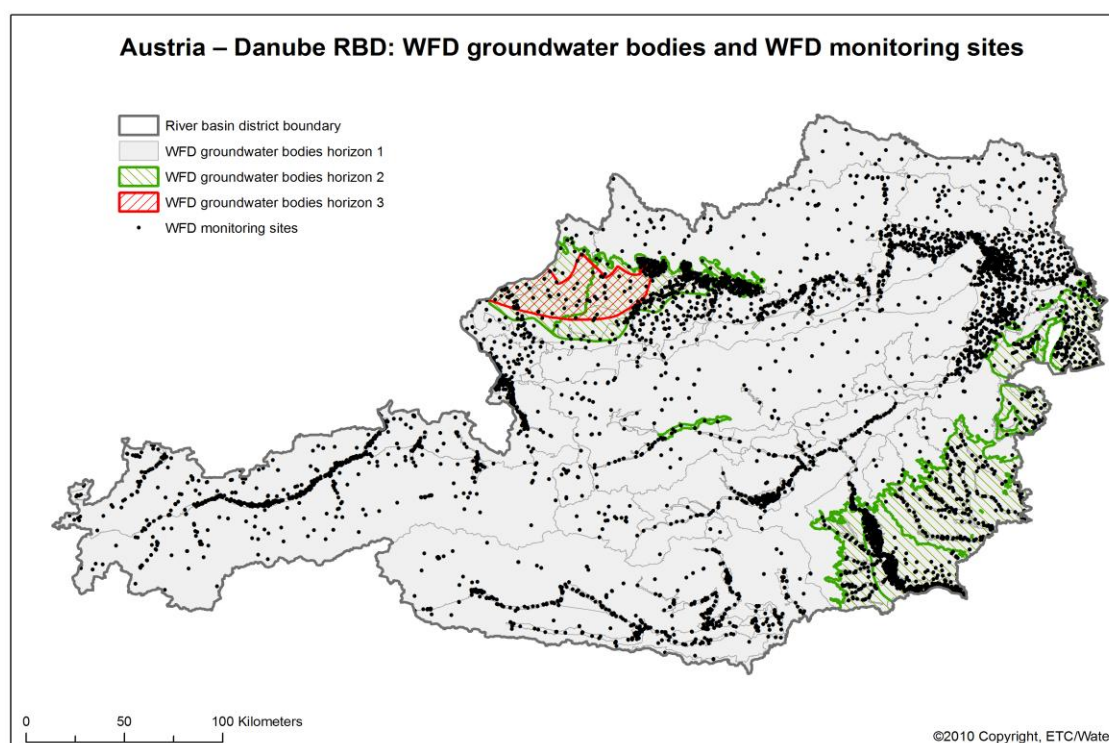 Austria – Danube RBD: WFD groundwater bodies and WFD monitoring sites
River basin district boundary
WFD groundwater bodies horizon 1
WFD groundwater bodies horizon 2
WFD groundwater bodies horizon 3
WFD monitoring sites
0 50 100 Kilometers
©2010 Copyright, ETC/Water